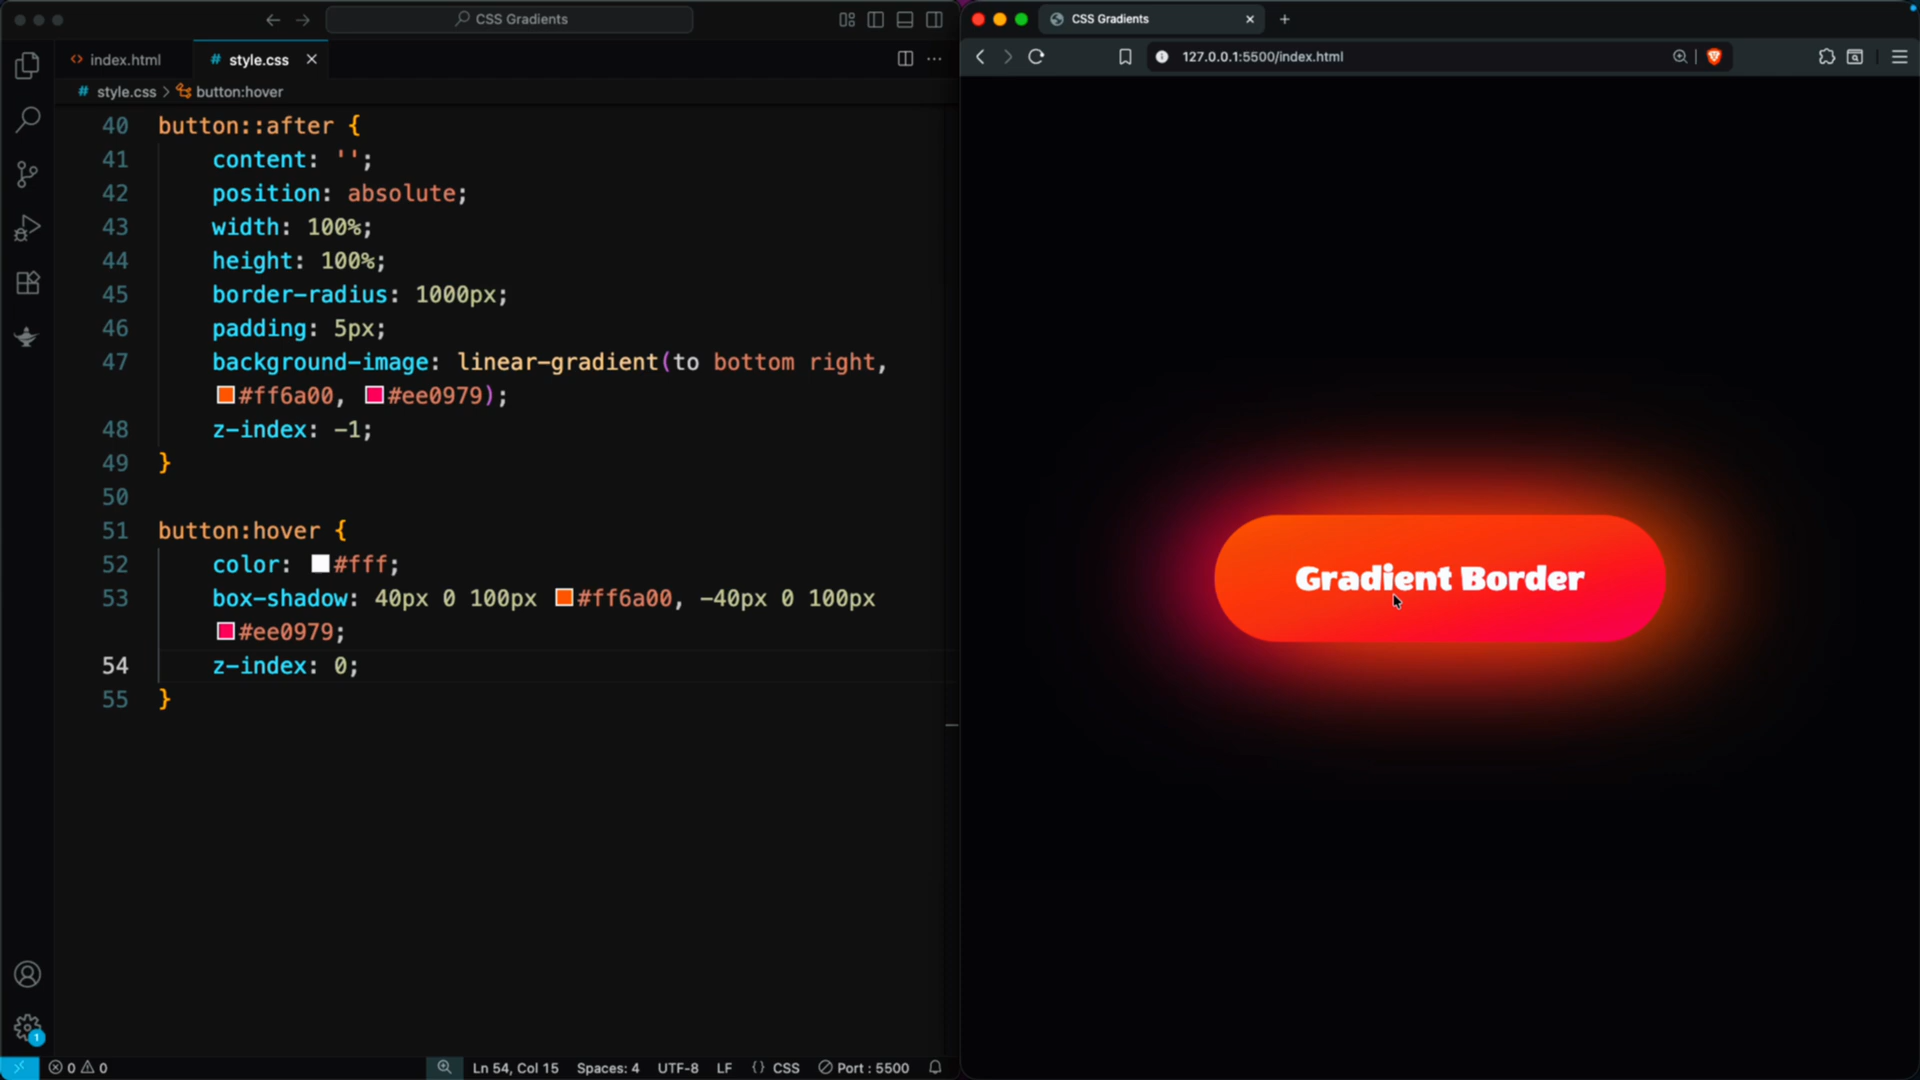 CSS Gradients
index.html
# style.css
# style.css > button:hover
40 button::after {
41 content: '';
42 position: absolute;
43 width: 100%;
44 height: 100%;
45 border-radius: 1000px;
46 padding: 5px;
47 background-image: linear-gradient(to bottom right,
#ff6a00, #ee0979);
48 z-index: -1;
49 }
50
51 button:hover {
52 color: #fff;
53 box-shadow: 40px 0 100px #ff6a00, -40px 0 100px
#ee0979;
54 z-index: 0;
55 }
1
0 0
Ln 54, Col 15 Spaces: 4 UTF-8 LF {} CSS Port : 5500
CSS Gradients
127.0.0.1:5500/index.html
Gradient Border